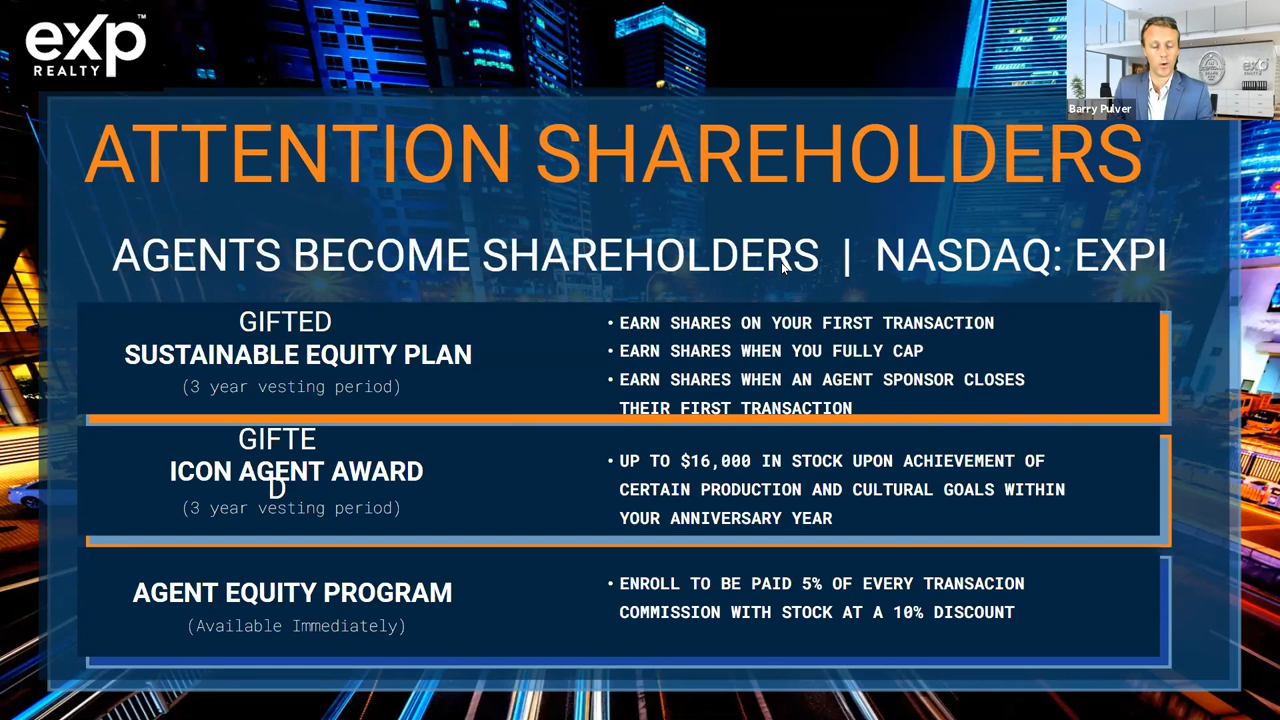 eXp™
REALTY
Barry Pulver
exp
ATTENTION SHAREHOLDERS
AGENTS BECOME SHAREHOLDERS | NASDAQ: EXPI
GIFTED
SUSTAINABLE EQUITY PLAN
(3 year vesting period)
• EARN SHARES ON YOUR FIRST TRANSACTION
• EARN SHARES WHEN YOU FULLY CAP
• EARN SHARES WHEN AN AGENT SPONSOR CLOSES
THEIR FIRST TRANSACTION
GIFTE
D
ICON AGENT AWARD
(3 year vesting period)
• UP TO $16,000 IN STOCK UPON ACHIEVEMENT OF
CERTAIN PRODUCTION AND CULTURAL GOALS WITHIN
YOUR ANNIVERSARY YEAR
AGENT EQUITY PROGRAM
(Available Immediately)
• ENROLL TO BE PAID 5% OF EVERY TRANSACION
COMMISSION WITH STOCK AT A 10% DISCOUNT